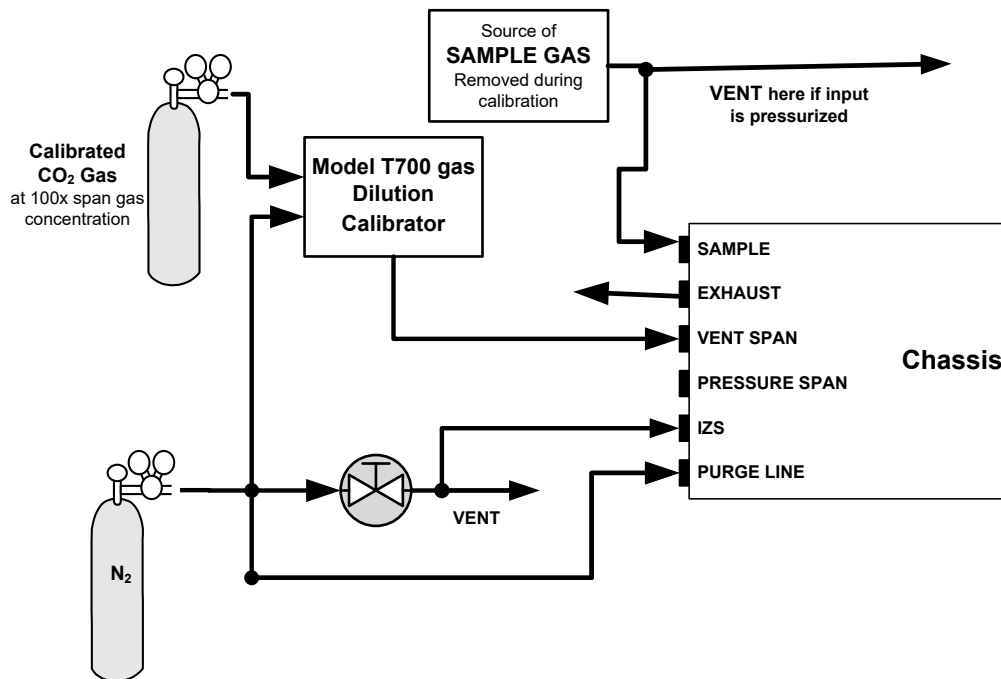 Source of
SAMPLE GAS
Removed during
calibration
VENT here if input
is pressurized
Calibrated
CO₂ Gas
at 100x span gas
concentration
Model T700 gas
Dilution
Calibrator
SAMPLE
EXHAUST
VENT SPAN
Chassis
PRESSURE SPAN
IZS
PURGE LINE
VENT
N₂